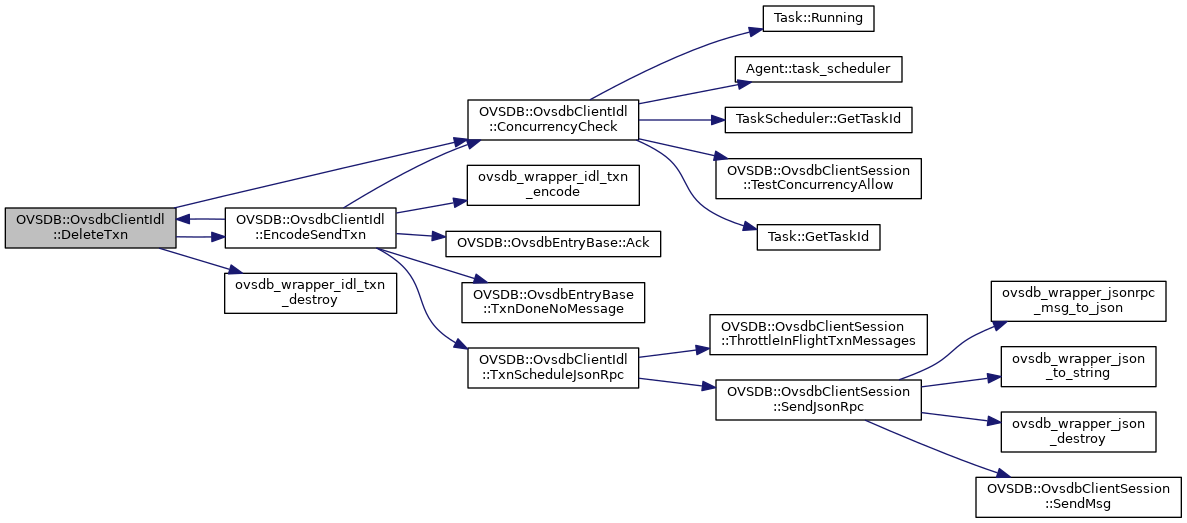 OVSDB::OvsdbClientIdl
::DeleteTxn
OVSDB::OvsdbClientIdl
::EncodeSendTxn
ovsdb_wrapper_idl_txn
_destroy
OVSDB::OvsdbClientIdl
::ConcurrencyCheck
ovsdb_wrapper_idl_txn
_encode
OVSDB::OvsdbEntryBase::Ack
OVSDB::OvsdbEntryBase
::TxnDoneNoMessage
OVSDB::OvsdbClientIdl
::TxnScheduleJsonRpc
Task::Running
Agent::task_scheduler
TaskScheduler::GetTaskId
OVSDB::OvsdbClientSession
::TestConcurrencyAllow
Task::GetTaskId
OVSDB::OvsdbClientSession
::ThrottleInFlightTxnMessages
OVSDB::OvsdbClientSession
::SendJsonRpc
ovsdb_wrapper_jsonrpc
_msg_to_json
ovsdb_wrapper_json
_to_string
ovsdb_wrapper_json
_destroy
OVSDB::OvsdbClientSession
::SendMsg